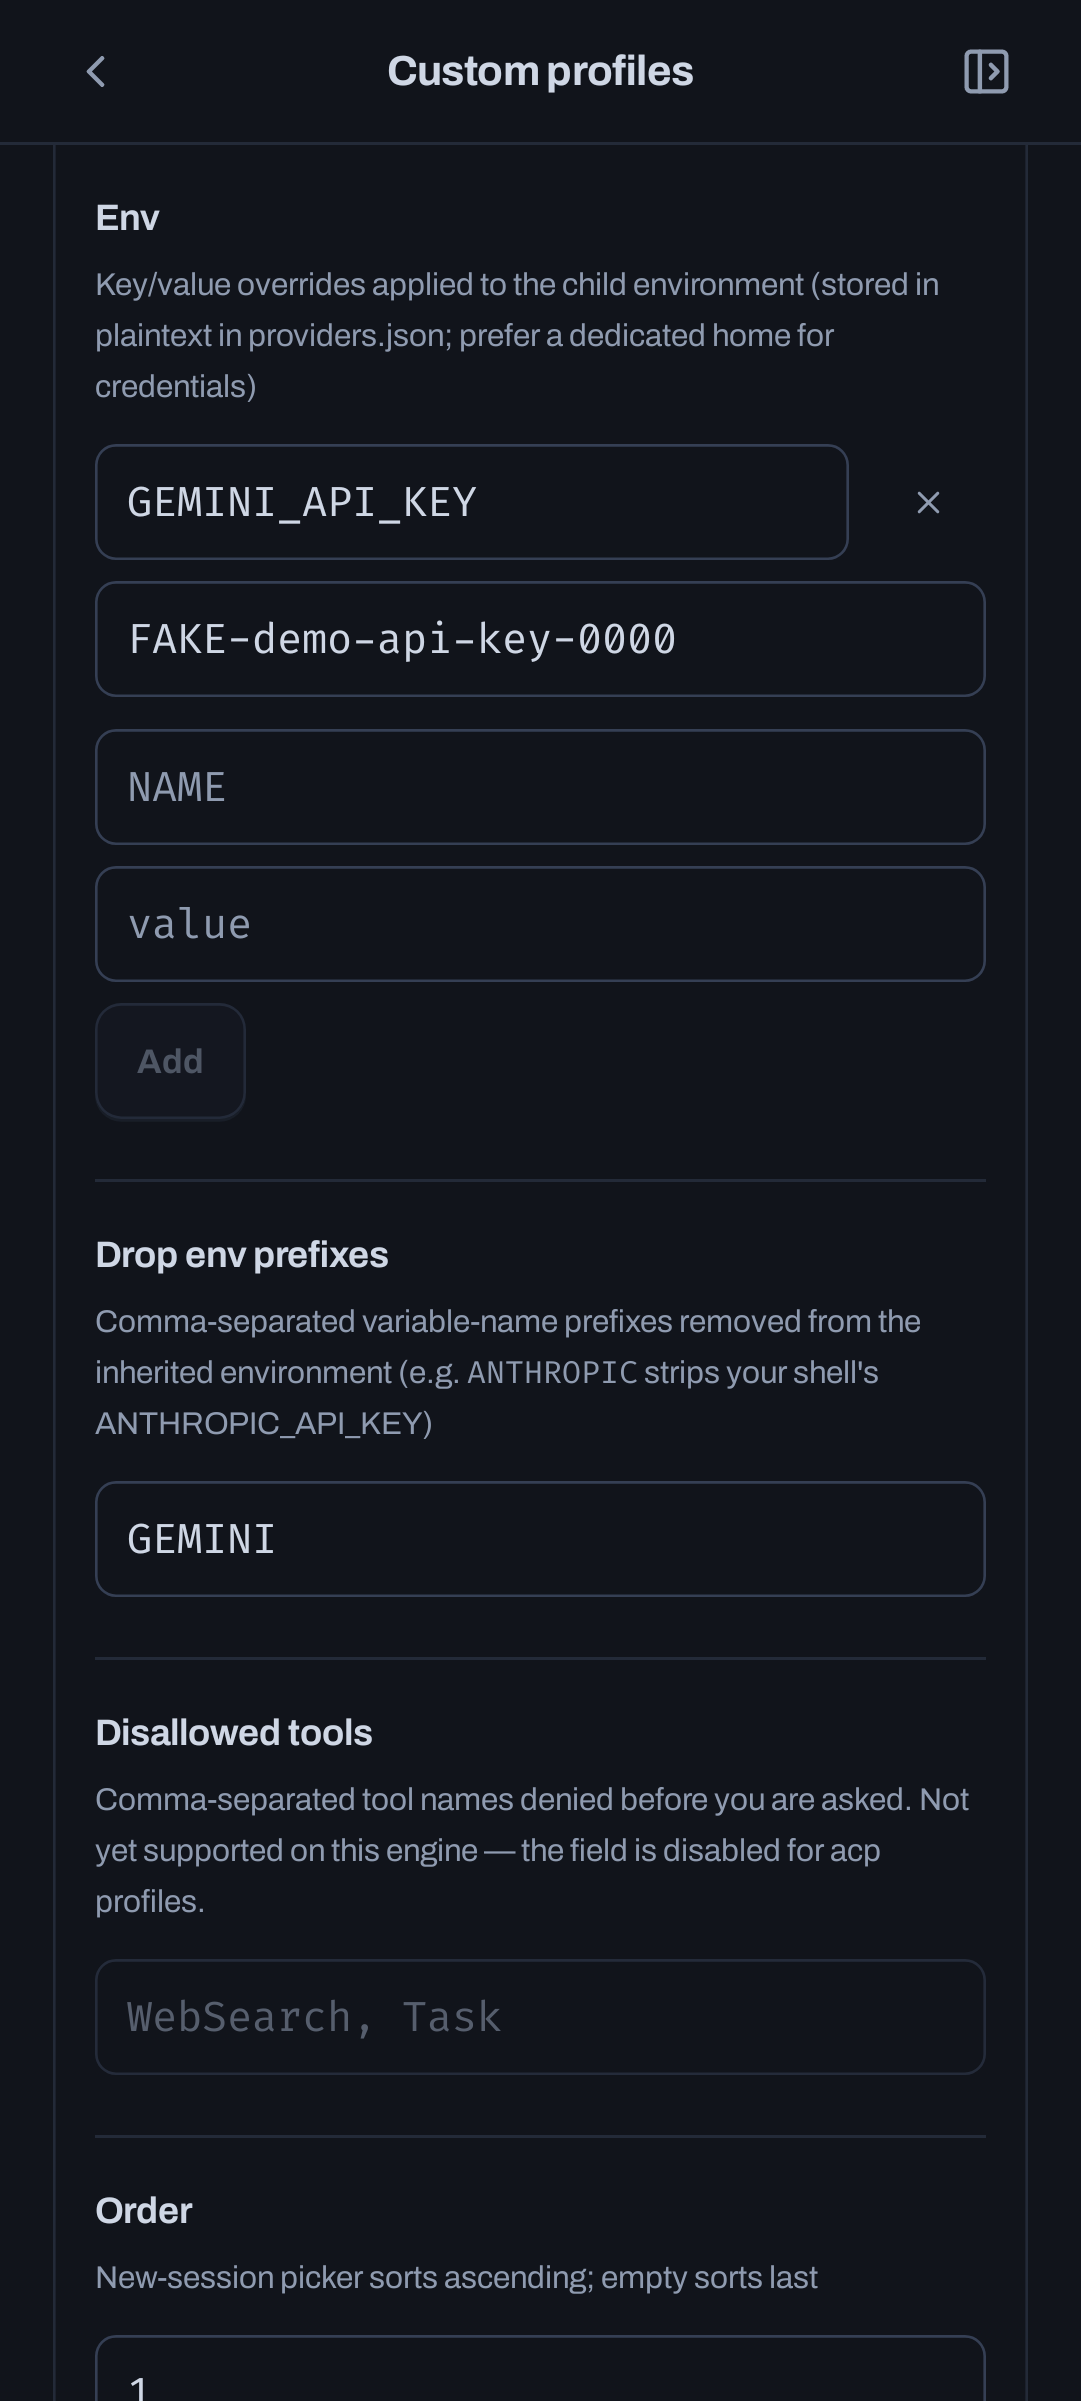 Custom profiles
Env
Key/value overrides applied to the child environment (stored in
plaintext in providers.json; prefer a dedicated home for
credentials)
GEMINI_API_KEY
FAKE-demo-api-key-0000
NAME
value
Add
Drop env prefixes
Comma-separated variable-name prefixes removed from the
inherited environment (e.g. ANTHROPIC strips your shell's
ANTHROPIC_API_KEY)
GEMINI
Disallowed tools
Comma-separated tool names denied before you are asked. Not
yet supported on this engine — the field is disabled for acp
profiles.
WebSearch, Task
Order
New-session picker sorts ascending; empty sorts last
1